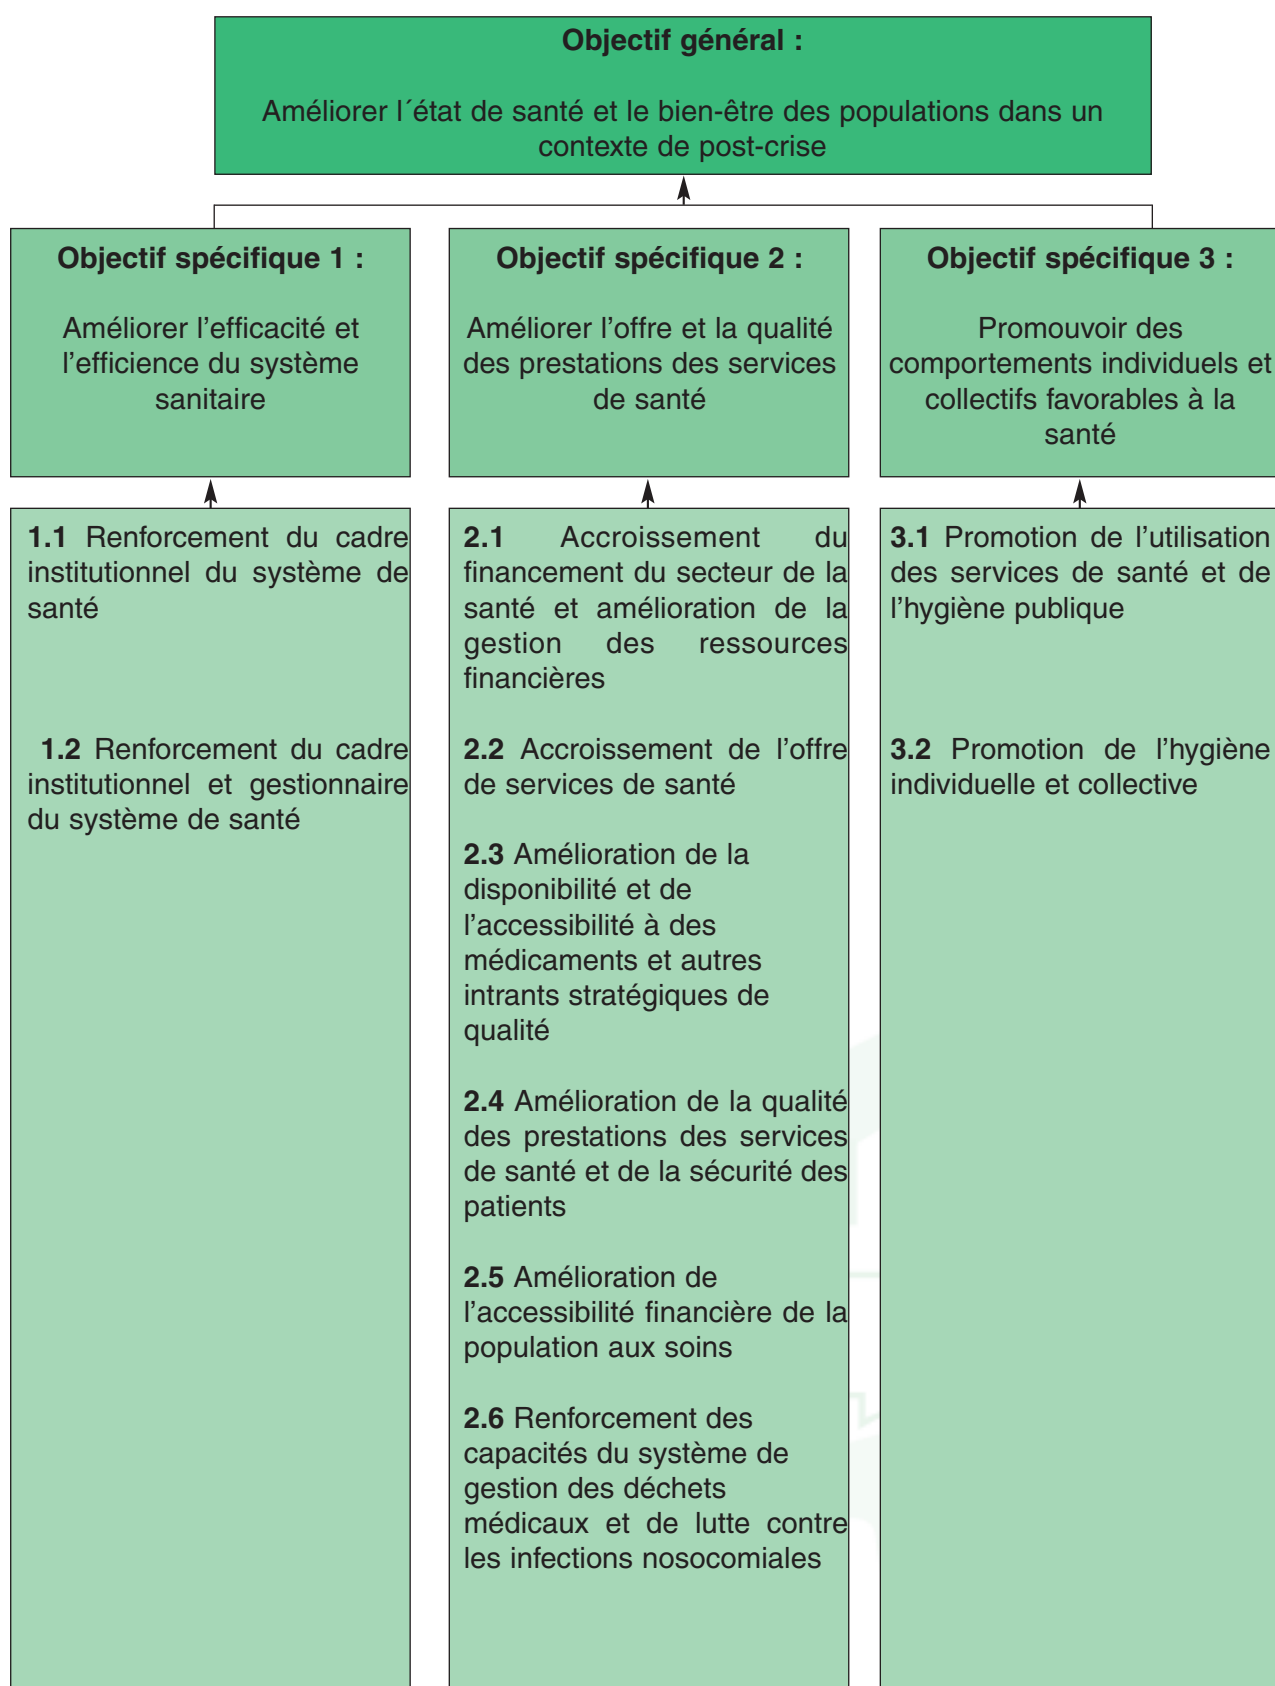 Objectif général :
Améliorer l´état de santé et le bien-être des populations dans un
contexte de post-crise
Objectif spécifique 1 :
Améliorer l’efficacité et
l’efficience du système
sanitaire
Objectif spécifique 2 :
Améliorer l’offre et la qualité
des prestations des services
de santé
Objectif spécifique 3 :
Promouvoir des
comportements individuels et
collectifs favorables à la
santé
1.1 Renforcement du cadre
institutionnel du système de
santé
1.2 Renforcement du cadre
institutionnel et gestionnaire
du système de santé
2.1 Accroissement du
financement du secteur de la
santé et amélioration de la
gestion des ressources
financières
2.2 Accroissement de l’offre
de services de santé
2.3 Amélioration de la
disponibilité et de
l’accessibilité à des
médicaments et autres
intrants stratégiques de
qualité
2.4 Amélioration de la qualité
des prestations des services
de santé et de la sécurité des
patients
2.5 Amélioration de
l’accessibilité financière de la
population aux soins
2.6 Renforcement des
capacités du système de
gestion des déchets
médicaux et de lutte contre
les infections nosocomiales
3.1 Promotion de l’utilisation
des services de santé et de
l’hygiène publique
3.2 Promotion de l’hygiène
individuelle et collective